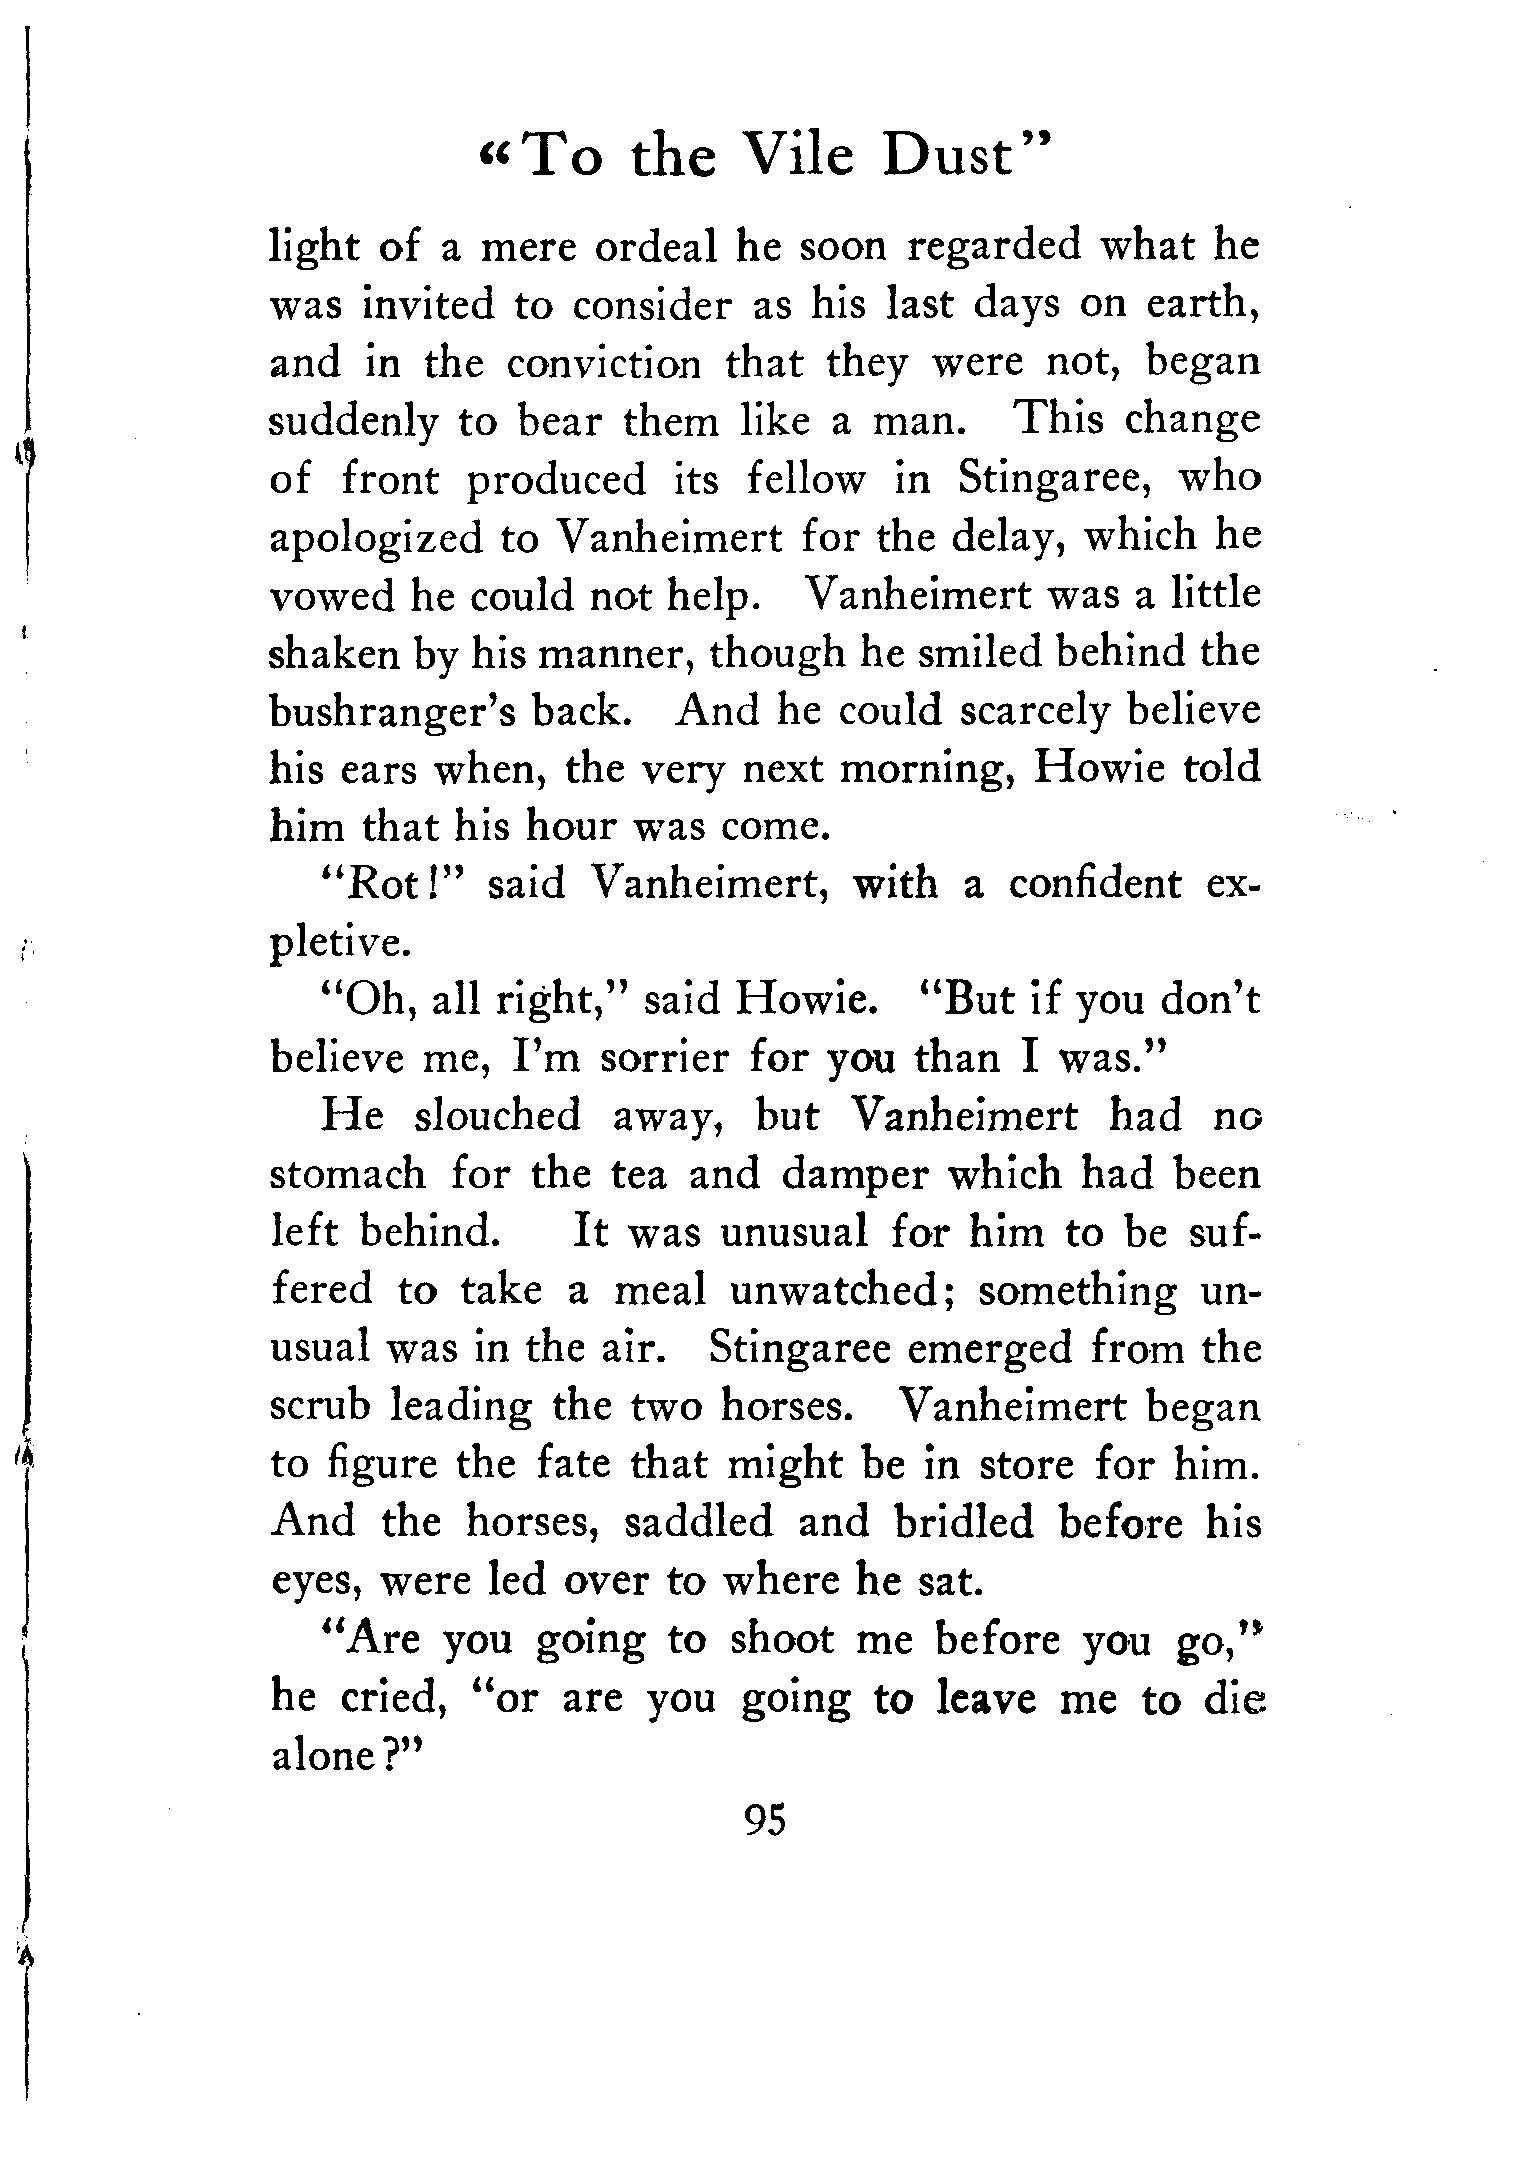 “To the Vile Dust”
light of a mere ordeal he soon regarded what he
was invited to consider as his last days on earth,
and in the conviction that they were not, began
suddenly to bear them like a man. This change
of front produced its fellow in Stingaree, who
apologized to Vanheimert for the delay, which he
vowed he could not help. Vanheimert was a little
shaken by his manner, though he smiled behind the
bushranger’s back. And he could scarcely believe
his ears when, the very next morning, Howie told
him that his hour was come.
“Rot!” said Vanheimert, with a confident ex-
pletive.
“Oh, all right,” said Howie. “But if you don’t
believe me, I’m sorrier for you than I was.”
He slouched away, but Vanheimert had no
stomach for the tea and damper which had been
left behind. It was unusual for him to be suf-
fered to take a meal unwatched; something un-
usual was in the air. Stingaree emerged from the
scrub leading the two horses. Vanheimert began
to figure the fate that might be in store for him.
And the horses, saddled and bridled before his
eyes, were led over to where he sat.
“Are you going to shoot me before you go,”
he cried, “or are you going to leave me to die
alone?”
95